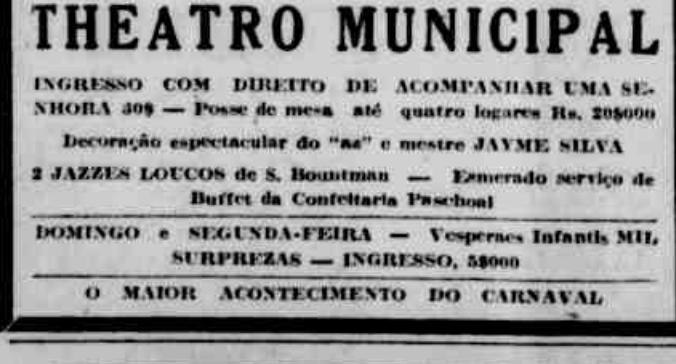 THEATRO MUNICIPAL
INGRESSO COM DIREITO DE ACOMPANHAR UMA SE-
NHORA 30$ — Posse de mesa até quatro logares Rs. 20$000
Decoração espectacular do "az" e mestre JAYME SILVA
2 JAZZES LOUCOS de S. Bountman — Esmerado serviço de
Buffet da Confeitaria Paschoal
DOMINGO e SEGUNDA-FEIRA — Vesperaes Infantis MIL
SURPREZAS — INGRESSO, 5$000
O MAIOR ACONTECIMENTO DO CARNAVAL